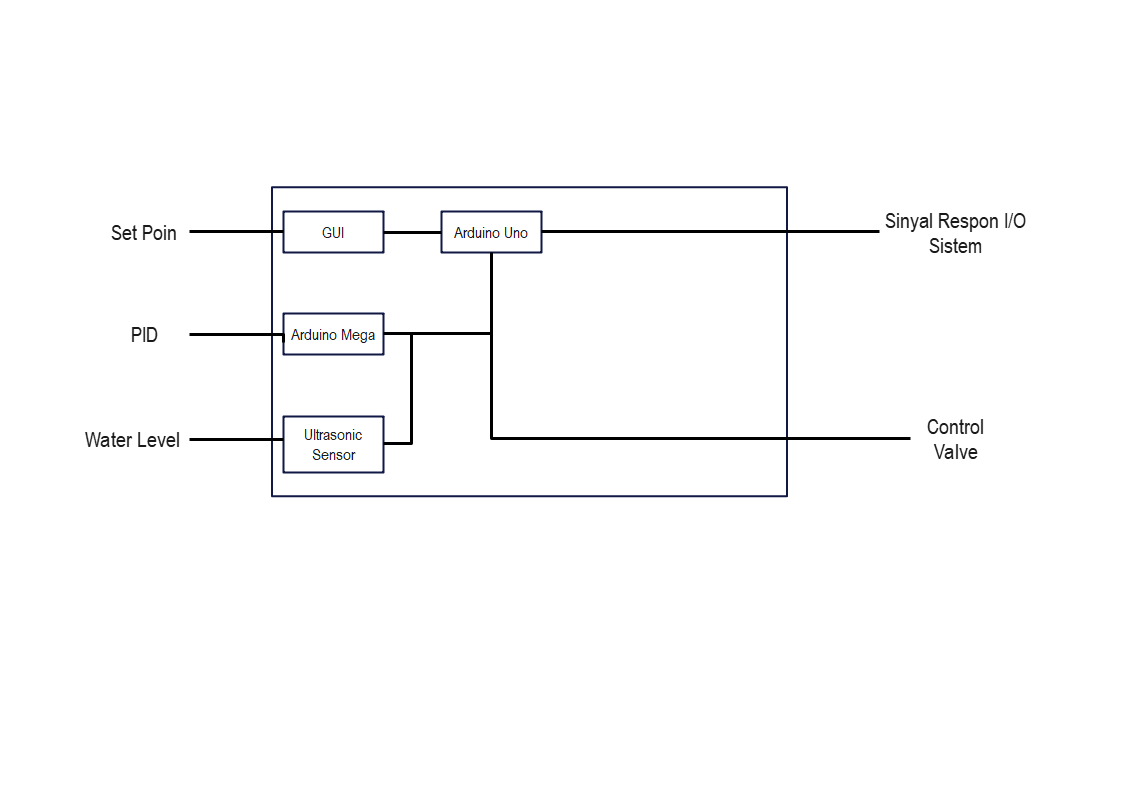 Set Poin
GUI
Arduino Uno
Sinyal Respon I/O
Sistem
PID
Arduino Mega
Water Level
Ultrasonic
Sensor
Control
Valve